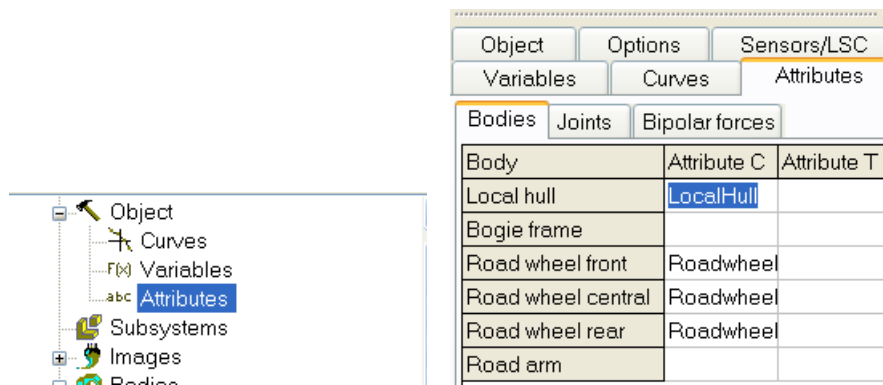 Object
Curves
F(x) Variables
abc Attributes
Subsystems
Images
Bodies
Object Options Sensors/LSC
Variables Curves Attributes
Bodies Joints Bipolar forces
Body Attribute C Attribute T
Local hull LocalHull
Bogie frame
Road wheel front Roadwheel
Road wheel central Roadwheel
Road wheel rear Roadwheel
Road arm